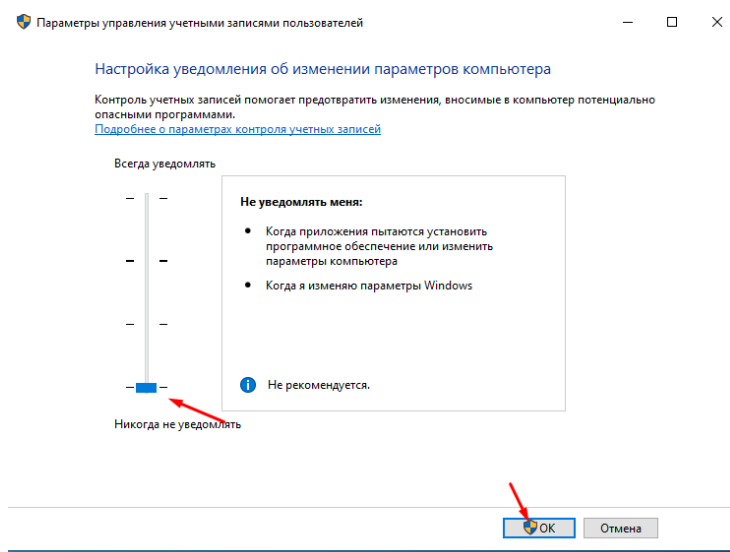 Параметры управления учетными записями пользователей
Настройка уведомления об изменении параметров компьютера
Контроль учетных записей помогает предотвратить изменения, вносимые в компьютер потенциально
опасными программами.
Подробнее о параметрах контроля учетных записей
Всегда уведомлять
Не уведомлять меня:
Когда приложения пытаются установить
программное обеспечение или изменить
параметры компьютера
Когда я изменяю параметры Windows
Не рекомендуется.
Никогда не уведомлять
ОК
Отмена